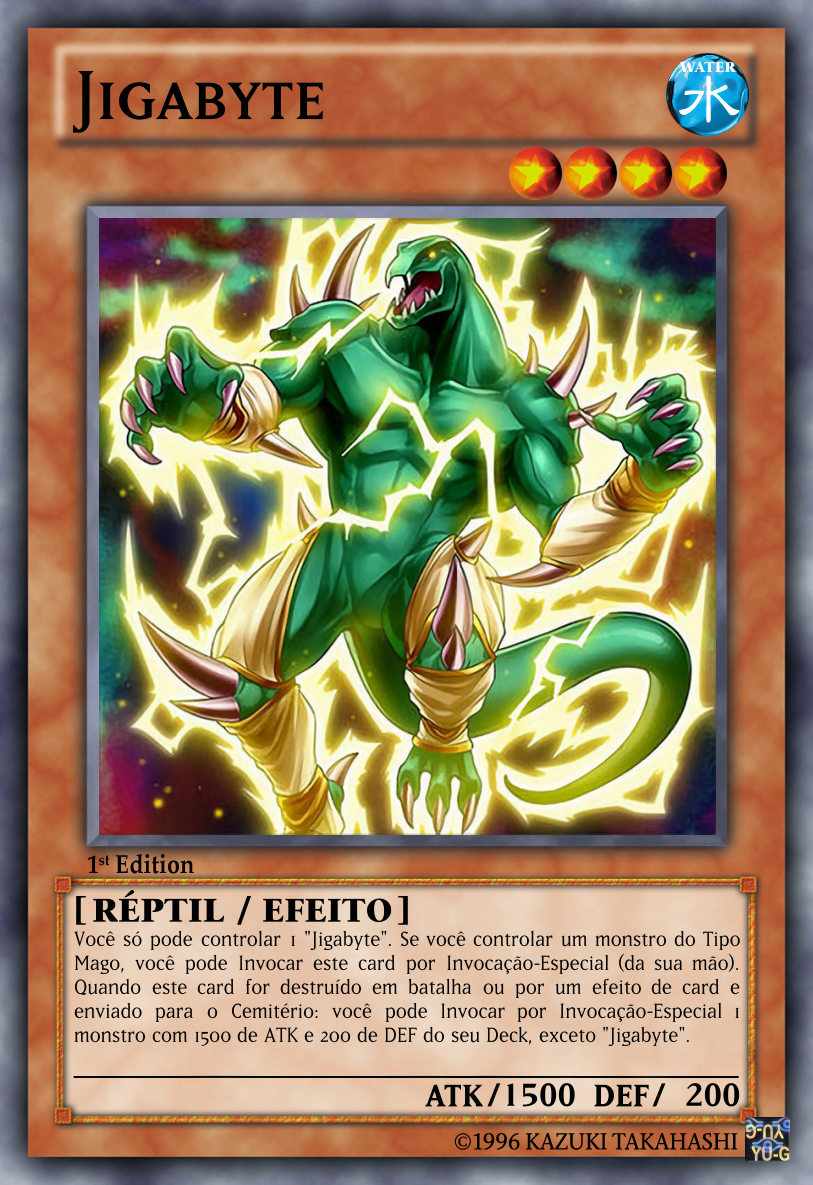 JIGABYTE
WATER
水
1st Edition
[ RÉPTIL / EFEITO ]
Você só pode controlar 1 "Jigabyte". Se você controlar um monstro do Tipo
Mago, você pode Invocar este card por Invocação-Especial (da sua mão).
Quando este card for destruído em batalha ou por um efeito de card e
enviado para o Cemitério: você pode Invocar por Invocação-Especial 1
monstro com 1500 de ATK e 200 de DEF do seu Deck, exceto "Jigabyte".
ATK/1500 DEF/ 200
©1996 KAZUKI TAKAHASHI
YU-G
YU-G